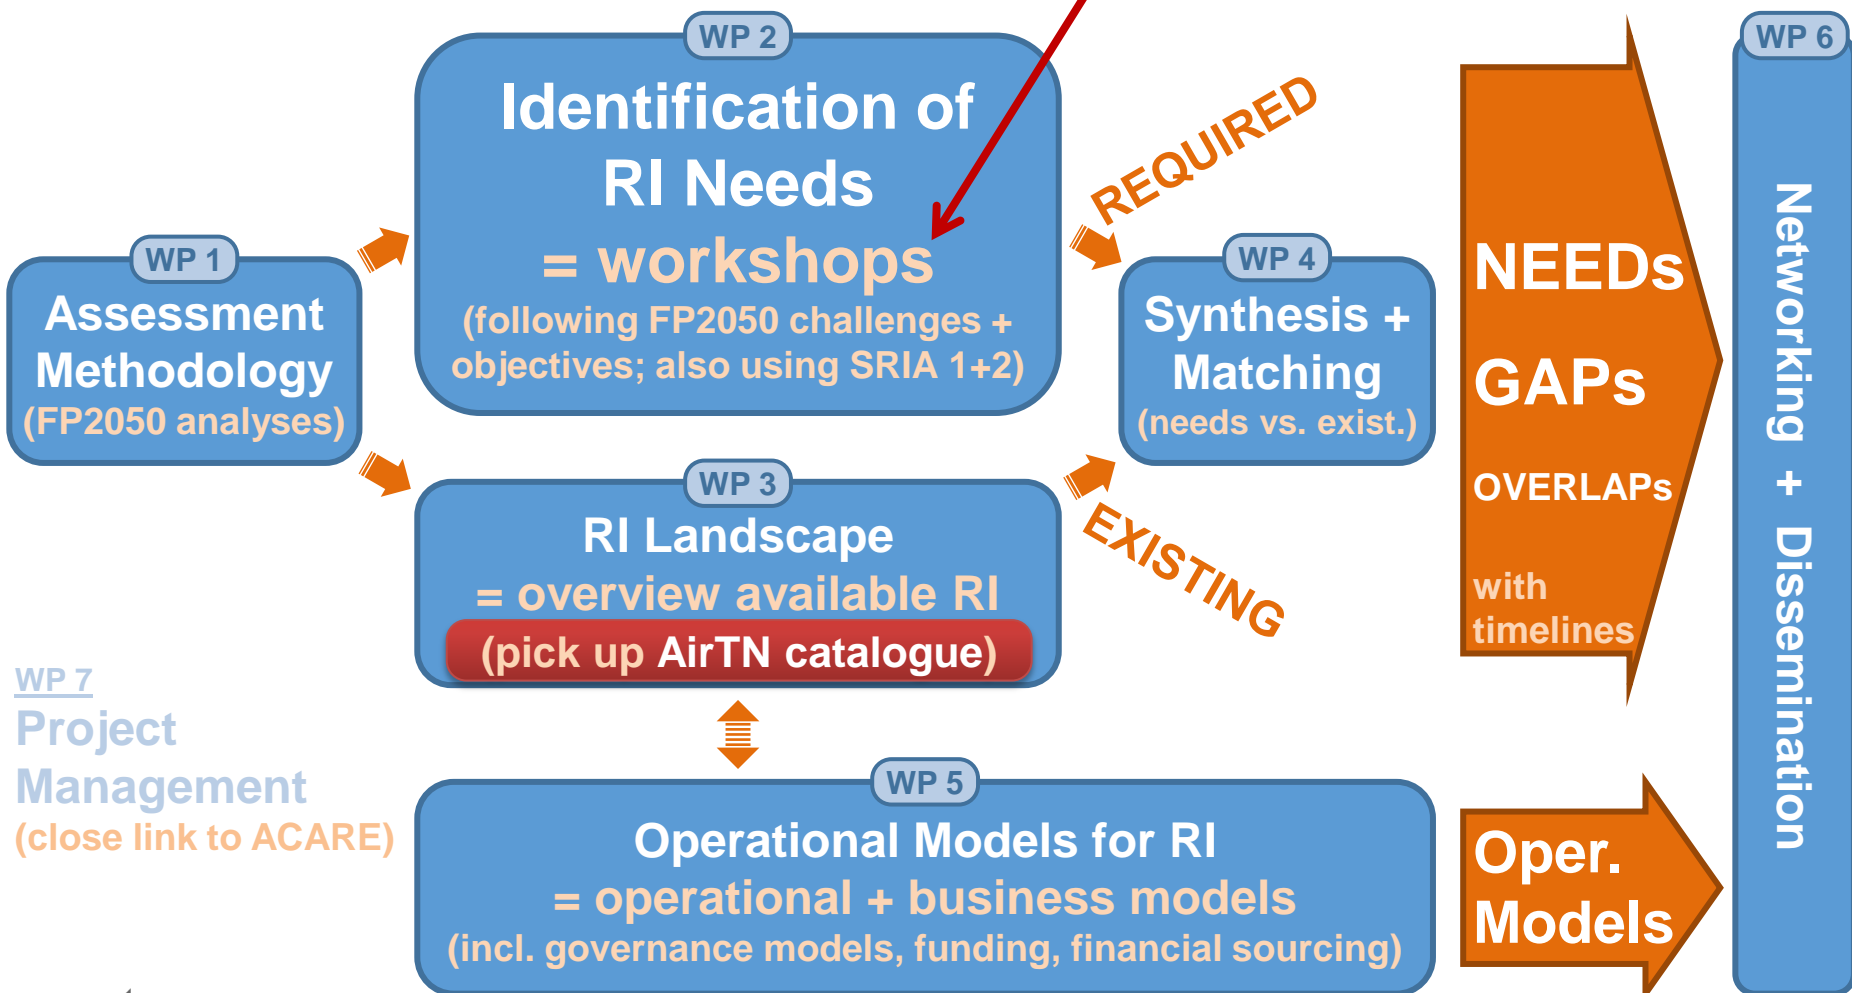 WP 1
Assessment
Methodology
(FP2050 analyses)
WP 2
Identification of
RI Needs
= workshops
(following FP2050 challenges +
objectives; also using SRIA 1+2)
WP 3
RI Landscape
= overview available RI
(pick up AirTN catalogue)
REQUIRED
EXISTING
WP 4
Synthesis +
Matching
(needs vs. exist.)
NEEDs
GAPs
OVERLAPs
with
timelines
WP 5
Operational Models for RI
= operational + business models
(incl. governance models, funding, financial sourcing)
Oper.
Models
WP 6
Networking + Dissemination
WP 7
Project
Management
(close link to ACARE)